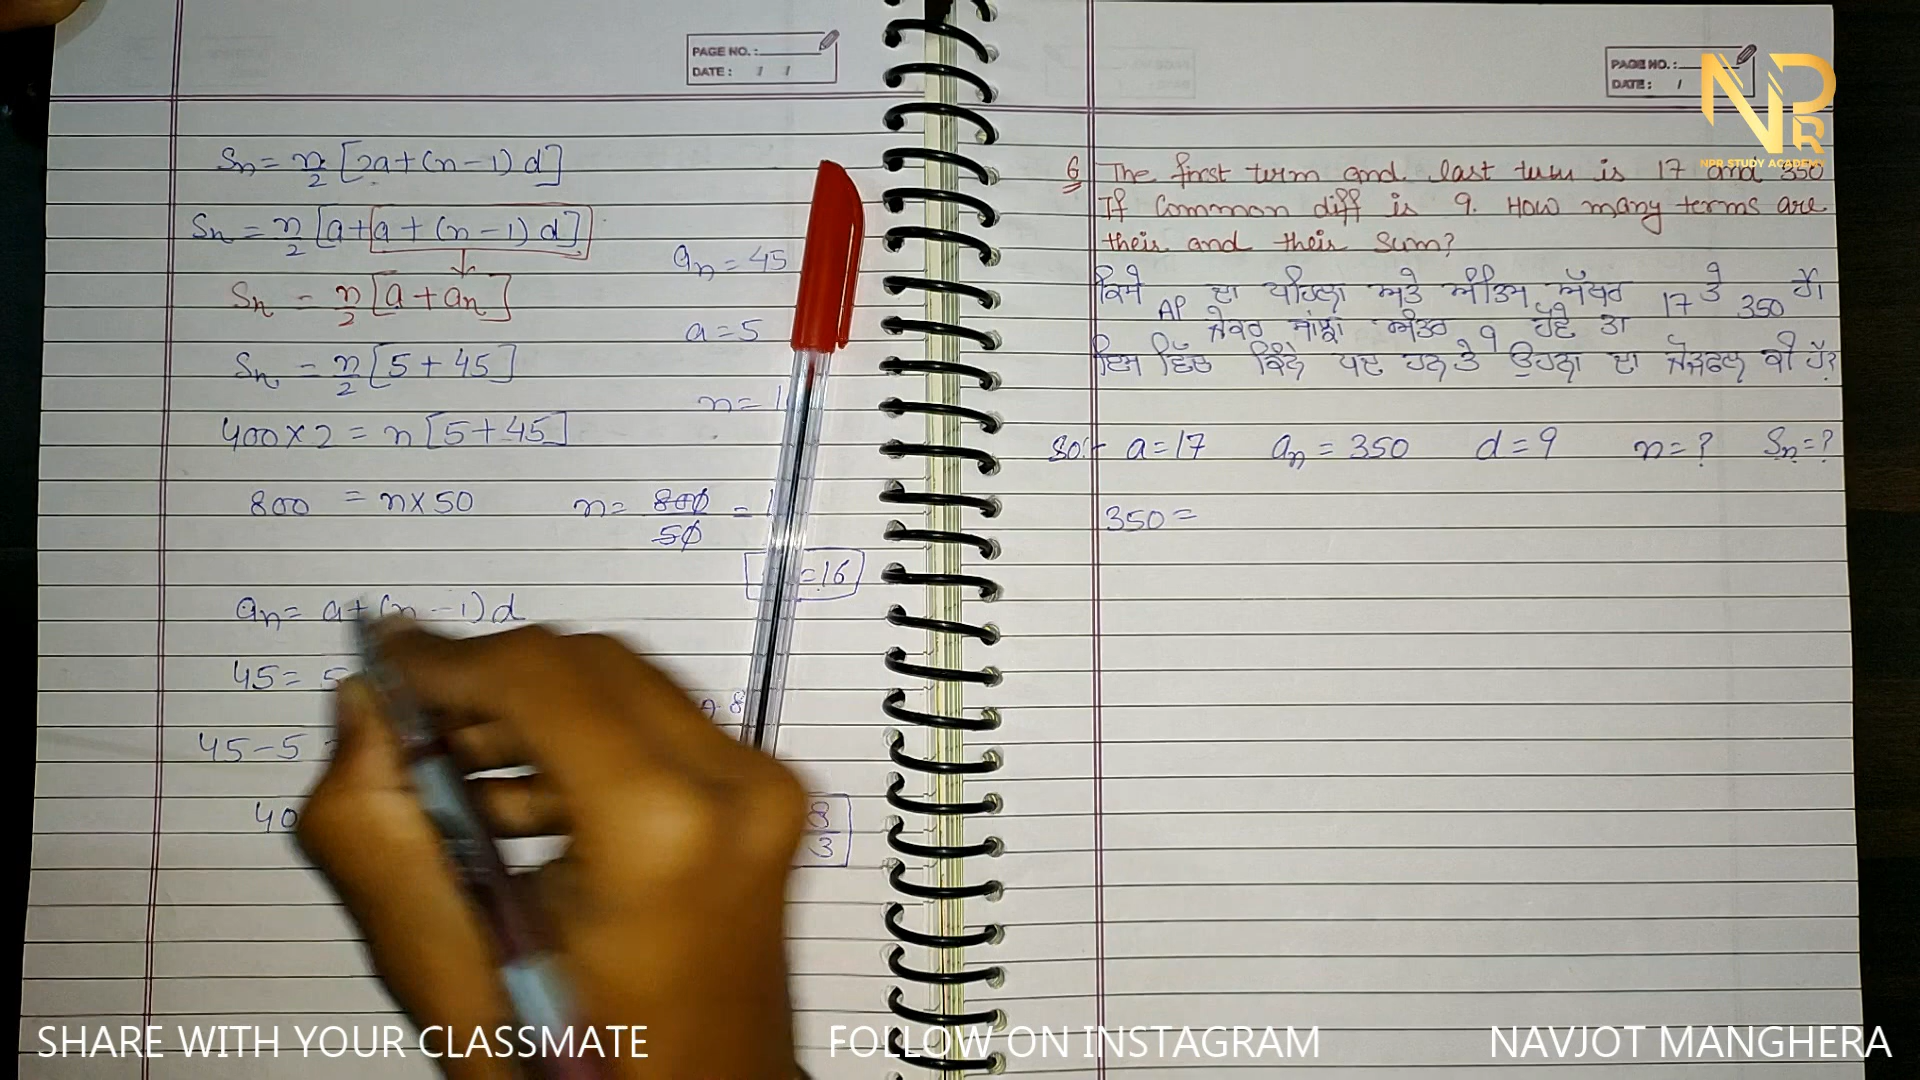 PAGE NO. :
DATE : / /
Sn = n/2 [2a+(n-1) d]
Sn = n/2 [a+a + (n-1) d]
Sn = n/2 [a + an]
Sn = n/2 [5 + 45]
400 x 2 = n [5+45]
800 = n x 50 n = 800/50 =
=16
an = a+(n-1) d
45 = 5
45-5
40
an = 45
a = 5
n =
8
8/3
PAGE NO. :
DATE : /
NPR
NPR STUDY ACADEMY
6 The first term and last term is 17 and 350
If Common diff is 9. How many terms are
their and their Sum?
ਕਿਸੇ AP ਦਾ ਪਹਿਲਾ ਅਤੇ ਅੰਤਿਮ ਅੱਖਰ 17 ਤੇ 350 ਹੈ।
ਜੇਕਰ ਸਾਂਝਾ ਅੰਤਰ 9 ਹੋਵੇ ਤਾ
ਇਸ ਵਿੱਚ ਕਿੰਨੇ ਪਦ ਹਨ ਤੇ ਉਹਨਾ ਦਾ ਜੋੜਫਲ ਕੀ ਹੈ?
Sol- a = 17 an = 350 d = 9 n = ? Sn = ?
350 =
SHARE WITH YOUR CLASSMATE FOLLOW ON INSTAGRAM NAVJOT MANGHERA